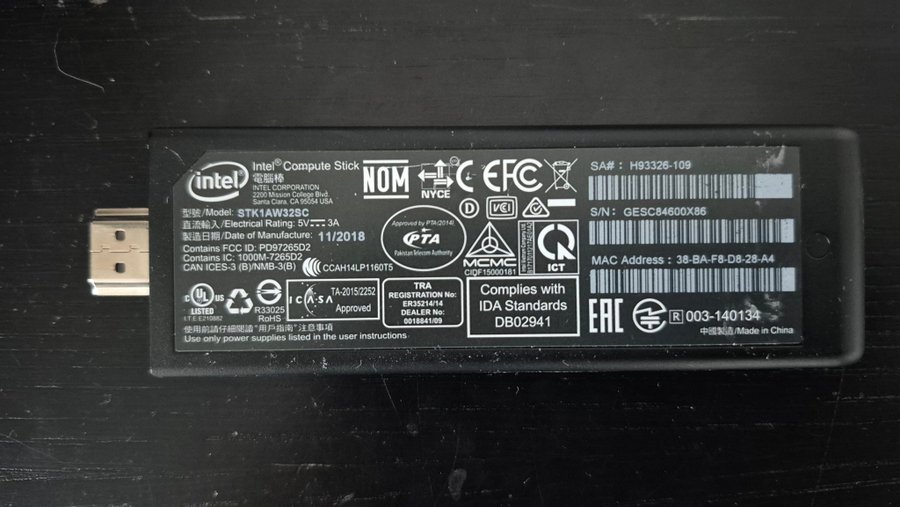 intel
Intel® Compute Stick
電腦棒
INTEL CORPORATION
2200 Mission College Blvd.
Santa Clara, CA 95054 USA
型號/Model: STK1AW32SC
直流輸入/Electrical Rating: 5V 3A
製造日期/Date of Manufacture: 11/2018
Contains FCC ID: PD97265D2
Contains IC: 1000M-7265D2
CAN ICES-3 (B)/NMB-3(B)
CCAH14LP1160T5
NOM
NYCE
CE
EAC
FC
D
VCI
Approved by PTA(2014)
PTA
Pakistan Telecom Authority
MCMC
CIDF15000181
ICT
UL
US
LISTED
I.T.E.E210882
R33025
RoHS
ICASA
TA-2015/2252
Approved
TRA
REGISTRATION No:
ER35214/14
DEALER No:
0018841/09
Complies with
IDA Standards
DB02941
使用前請仔細閱讀"用戶指南"注意事項
Use only power supplies listed in the user instructions
SA#: H93326-109
S/N: GESC84600X86
MAC Address: 38-BA-F8-D8-28-A4
EAC
R 003-140134
中國製造/Made in China